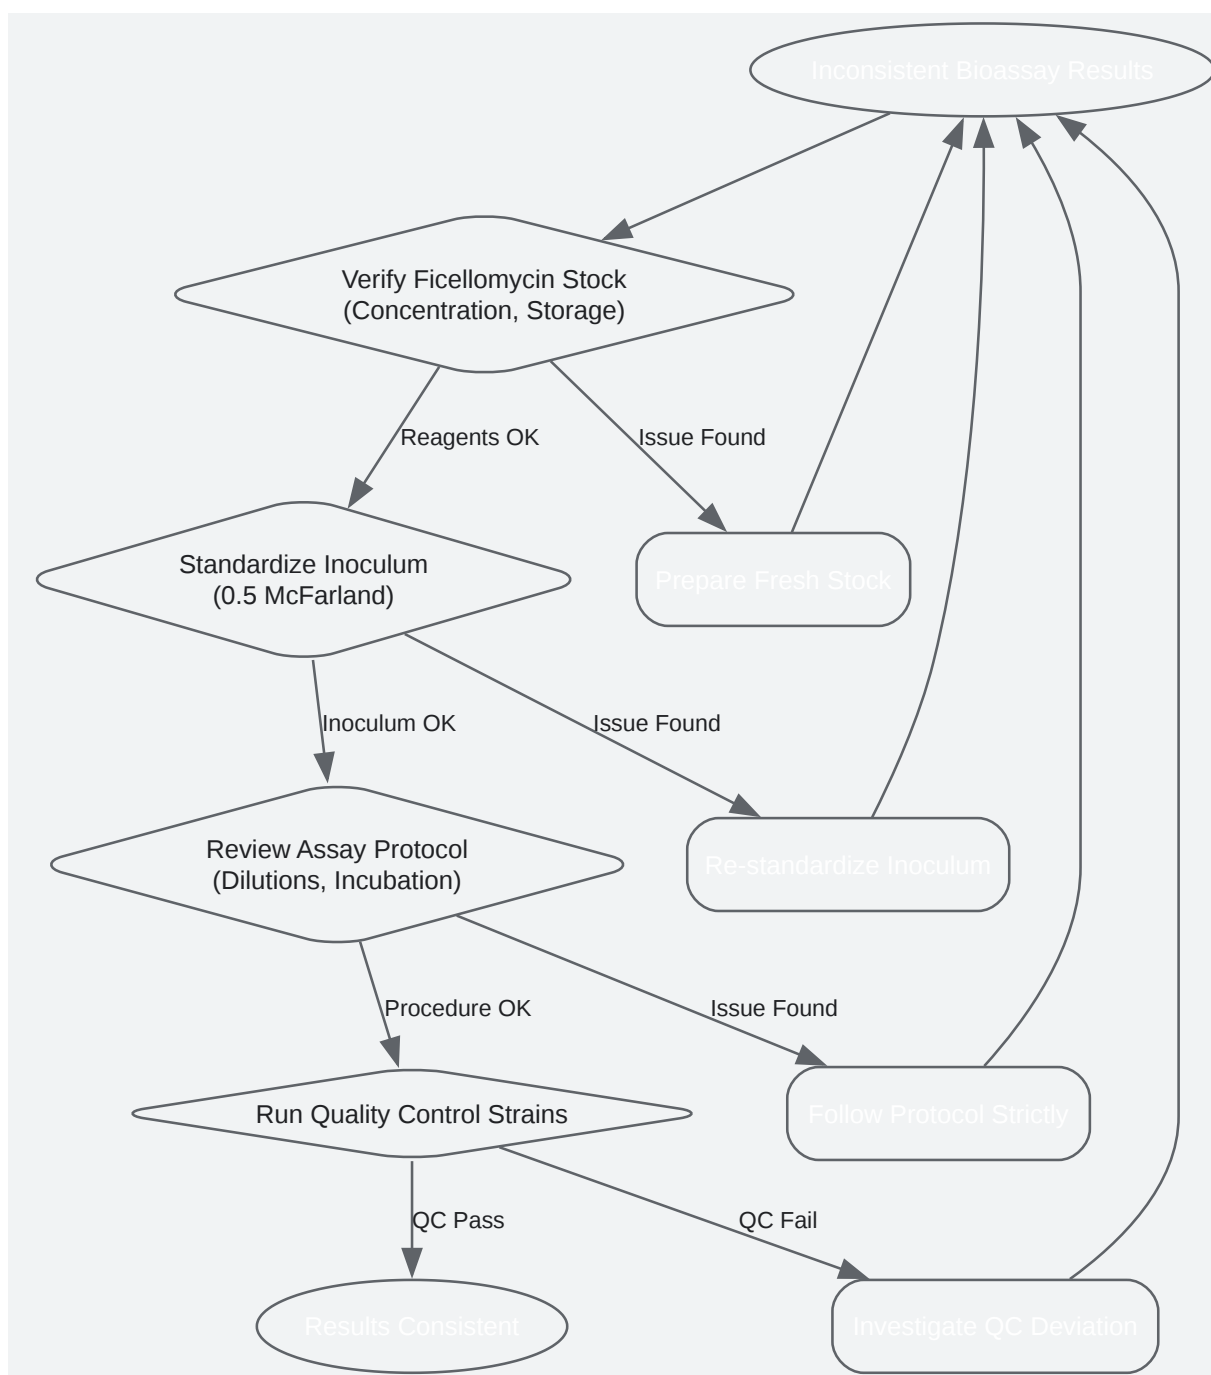 Inconsistent Bioassay Results
Verify Ficellomycin Stock
(Concentration, Storage)
Reagents OK
Issue Found
Standardize Inoculum
(0.5 McFarland)
Prepare Fresh Stock
Inoculum OK
Issue Found
Review Assay Protocol
(Dilutions, Incubation)
Re-standardize Inoculum
Procedure OK
Issue Found
Run Quality Control Strains
Follow Protocol Strictly
QC Pass
QC Fail
Results Consistent
Investigate QC Deviation